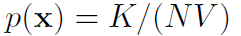 p(x) = K/(NV)